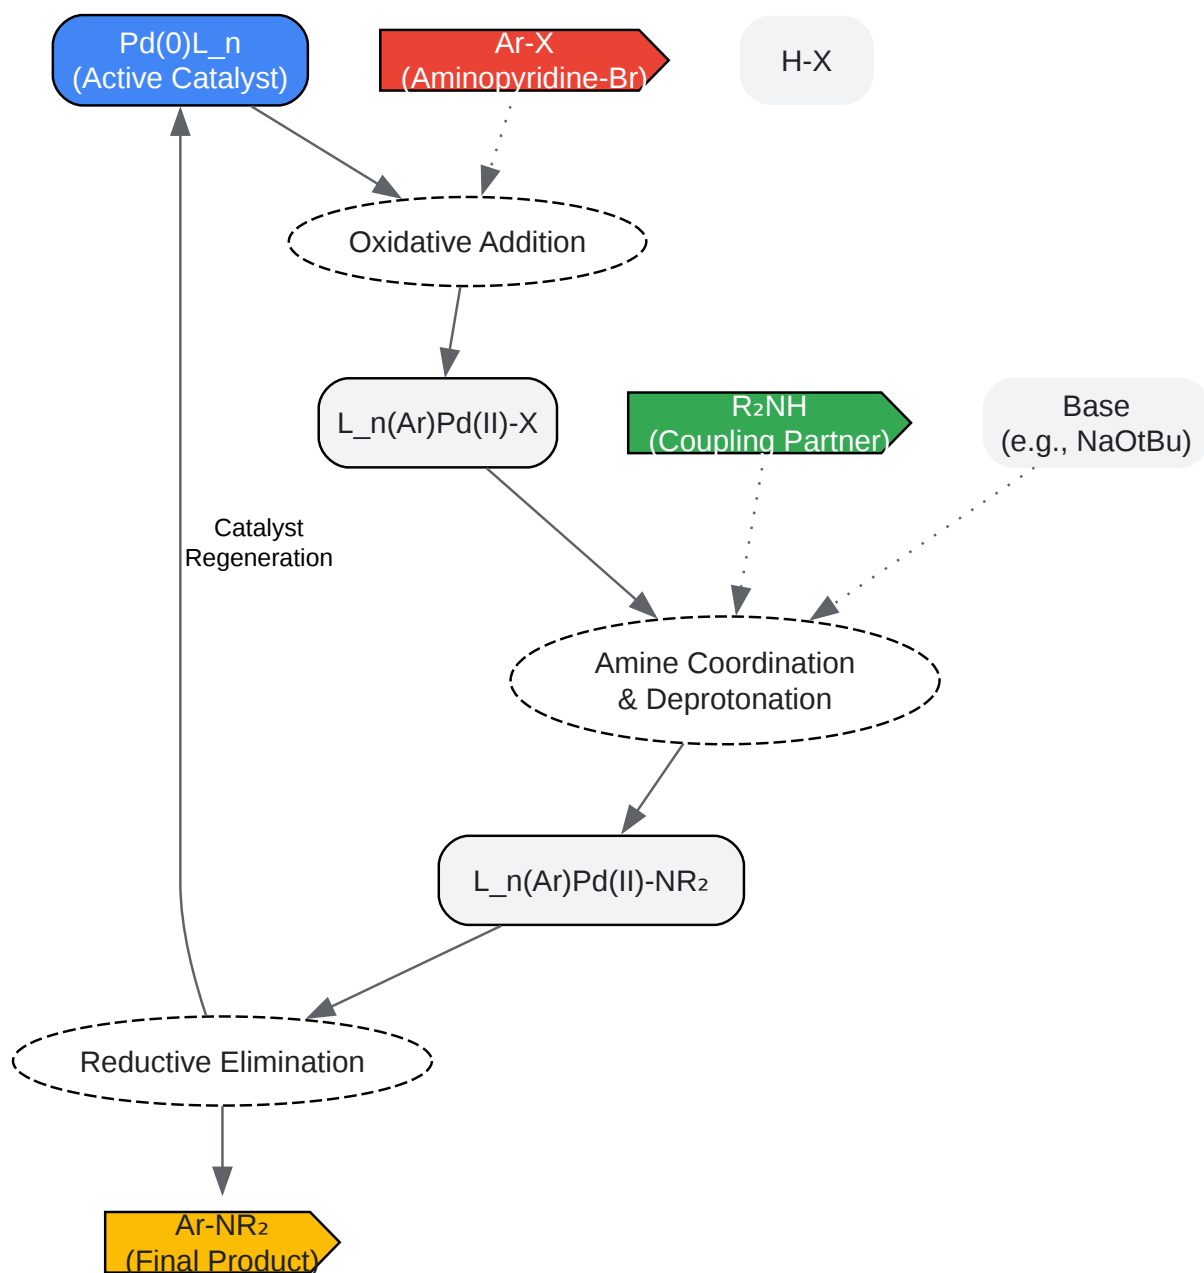 Pd(0)L_n
(Active Catalyst)
Ar-X
(Aminopyridine-Br)
H-X
Oxidative Addition
L_n(Ar)Pd(II)-X
R₂NH
(Coupling Partner)
Base
(e.g., NaOtBu)
Catalyst
Regeneration
Amine Coordination
& Deprotonation
L_n(Ar)Pd(II)-NR₂
Reductive Elimination
Ar-NR₂
(Final Product)